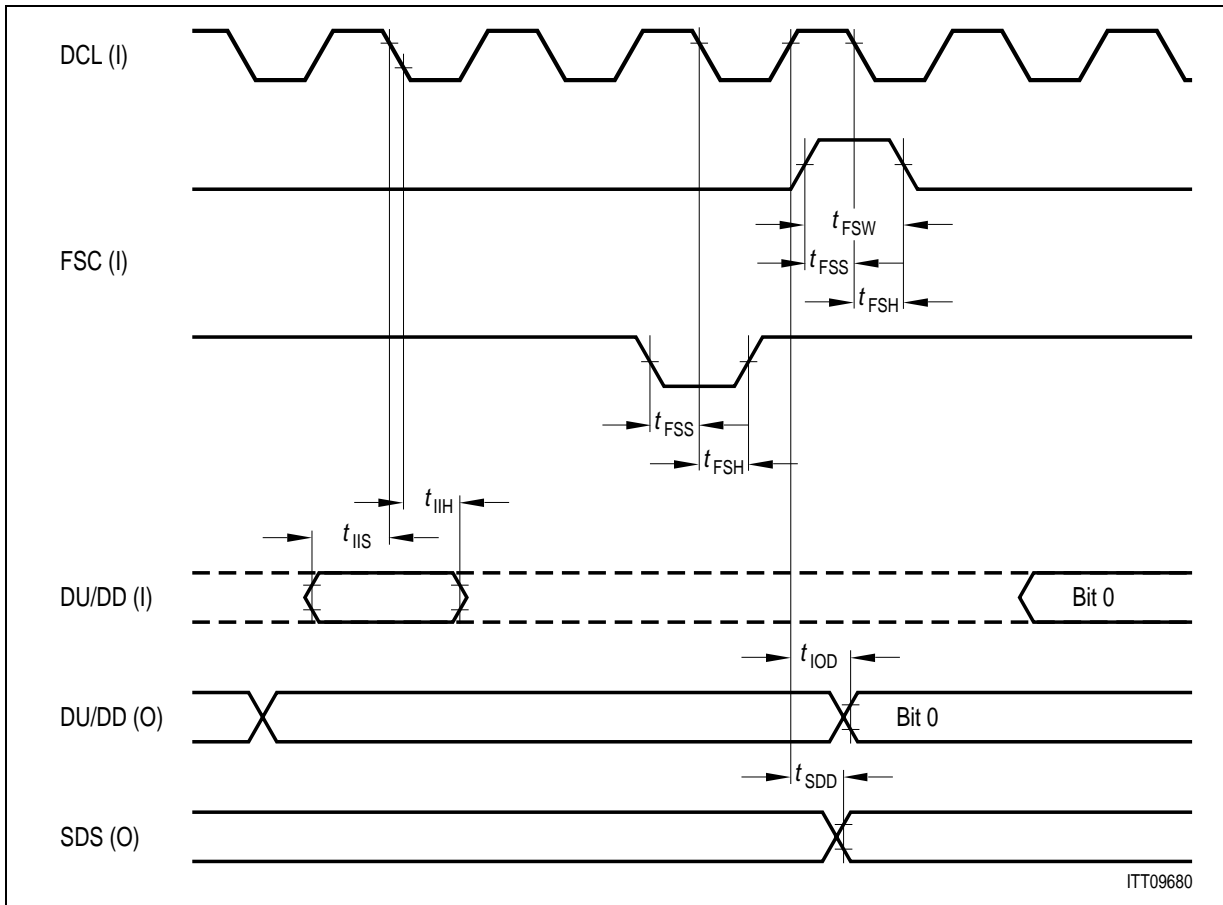 DCL (I)
t FSW
FSC (I)
t FSS
t FSH
t FSS
t FSH
t IIH
t IIS
DU/DD (I)
Bit 0
t IOD
DU/DD (O)
Bit 0
t SDD
SDS (O)
ITT09680